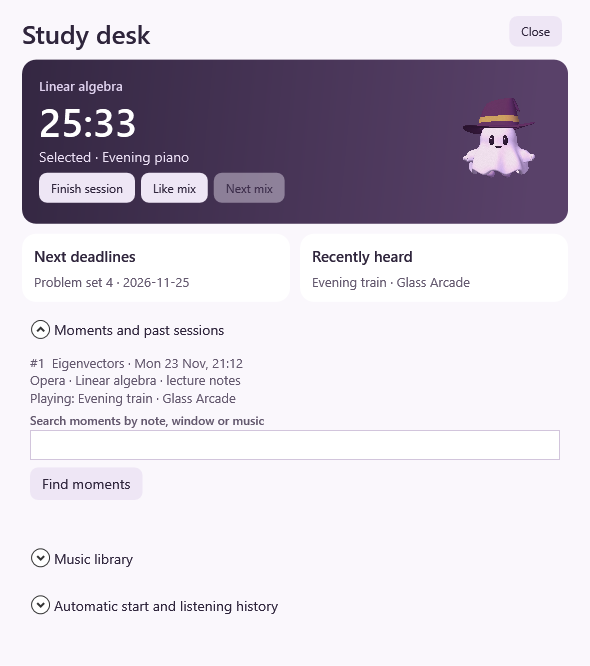 Study desk
Close
Linear algebra
25:33
Selected · Evening piano
Finish session
Like mix
Next mix
Next deadlines
Problem set 4 · 2026-11-25
Recently heard
Evening train · Glass Arcade
Moments and past sessions
#1 Eigenvectors · Mon 23 Nov, 21:12
Opera · Linear algebra · lecture notes
Playing: Evening train · Glass Arcade
Search moments by note, window or music
Find moments
Music library
Automatic start and listening history